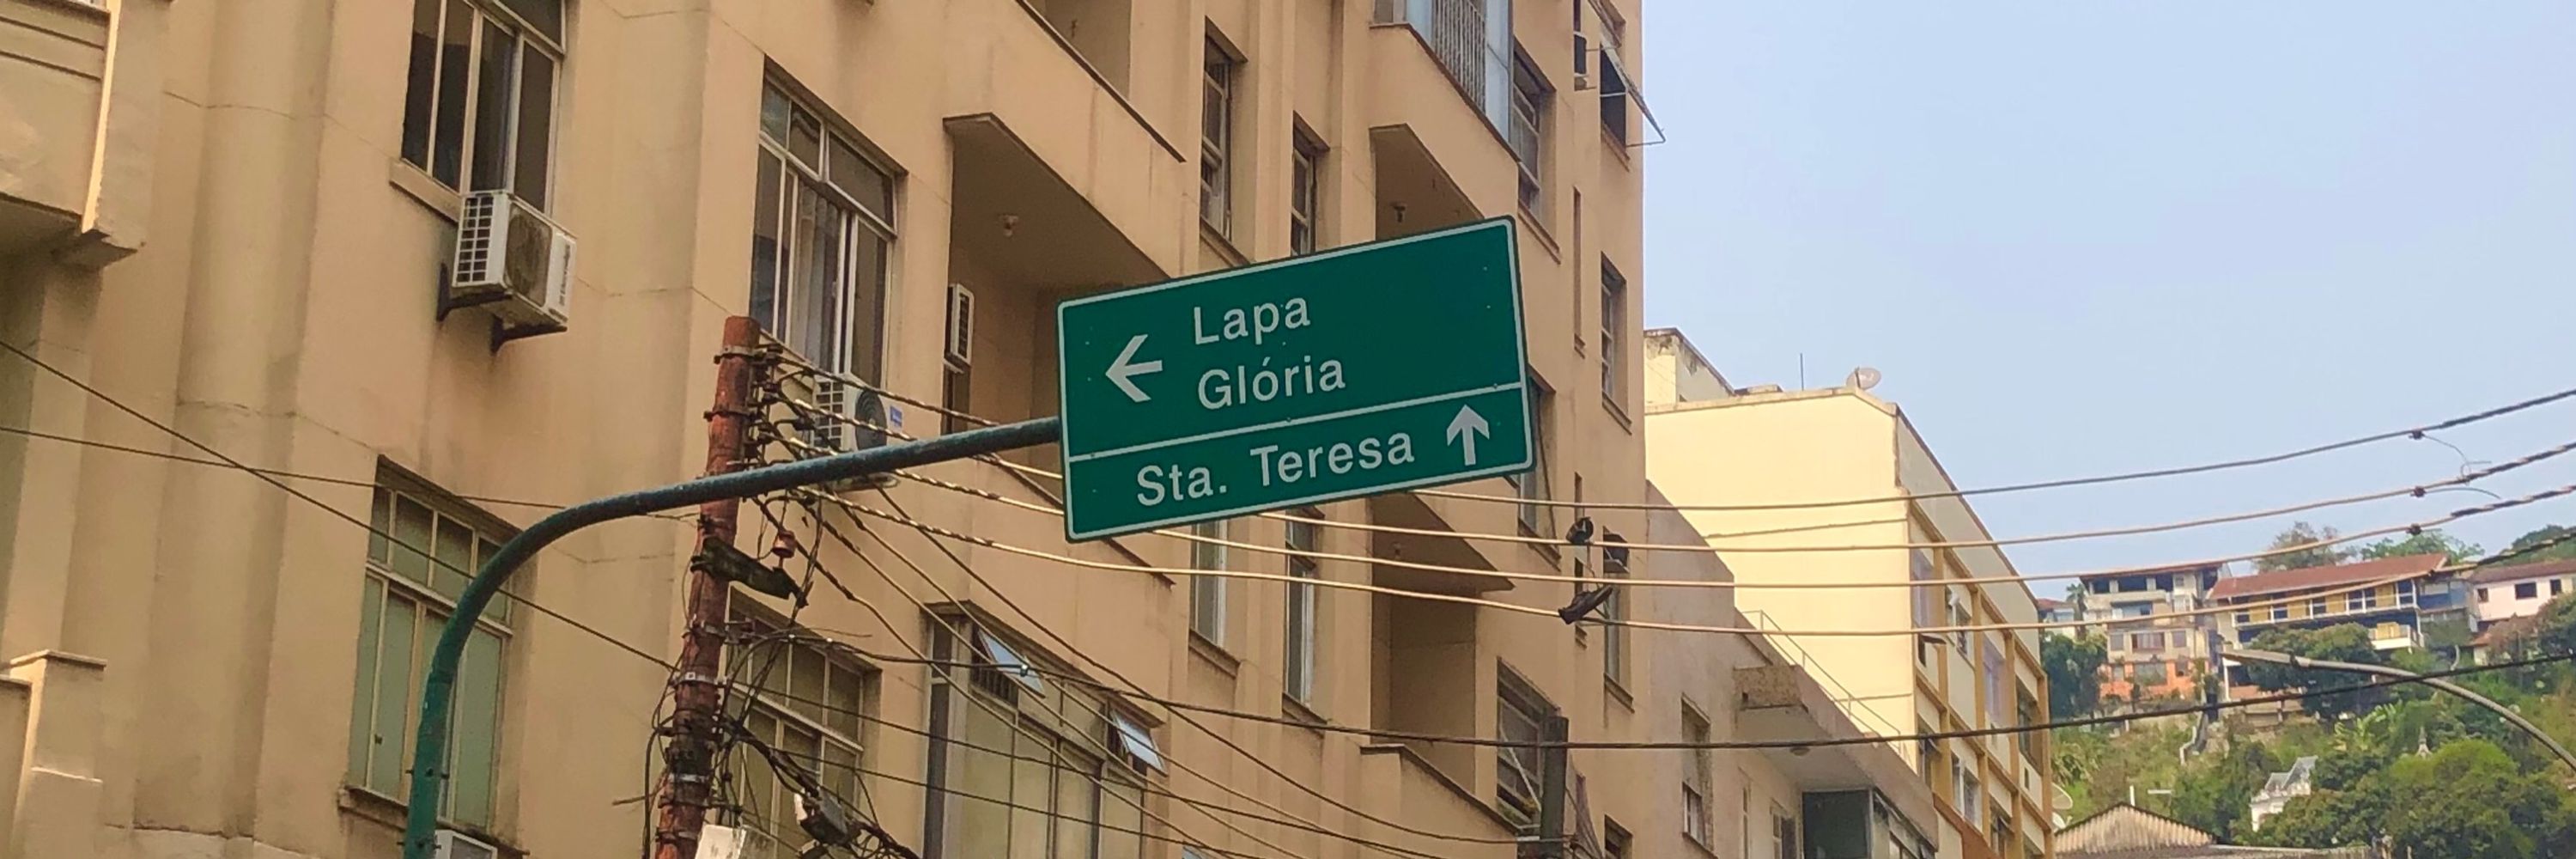 Lapa
Glória
Sta. Teresa